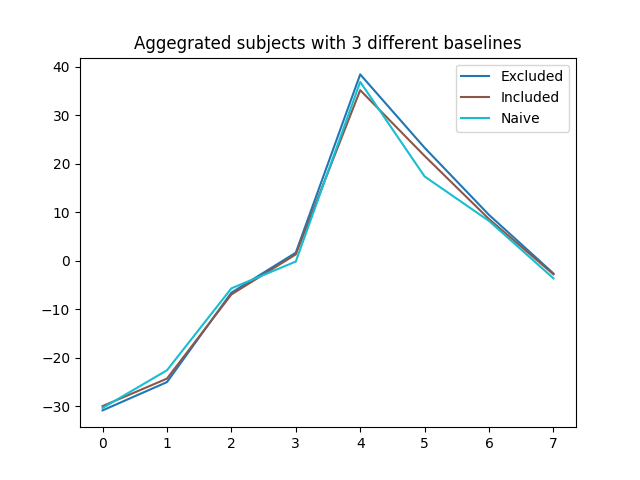 Aggegrated subjects with 3 different baselines
40
30
20
10
0
−10
−20
−30
Excluded
Included
Naive
0 1 2 3 4 5 6 7